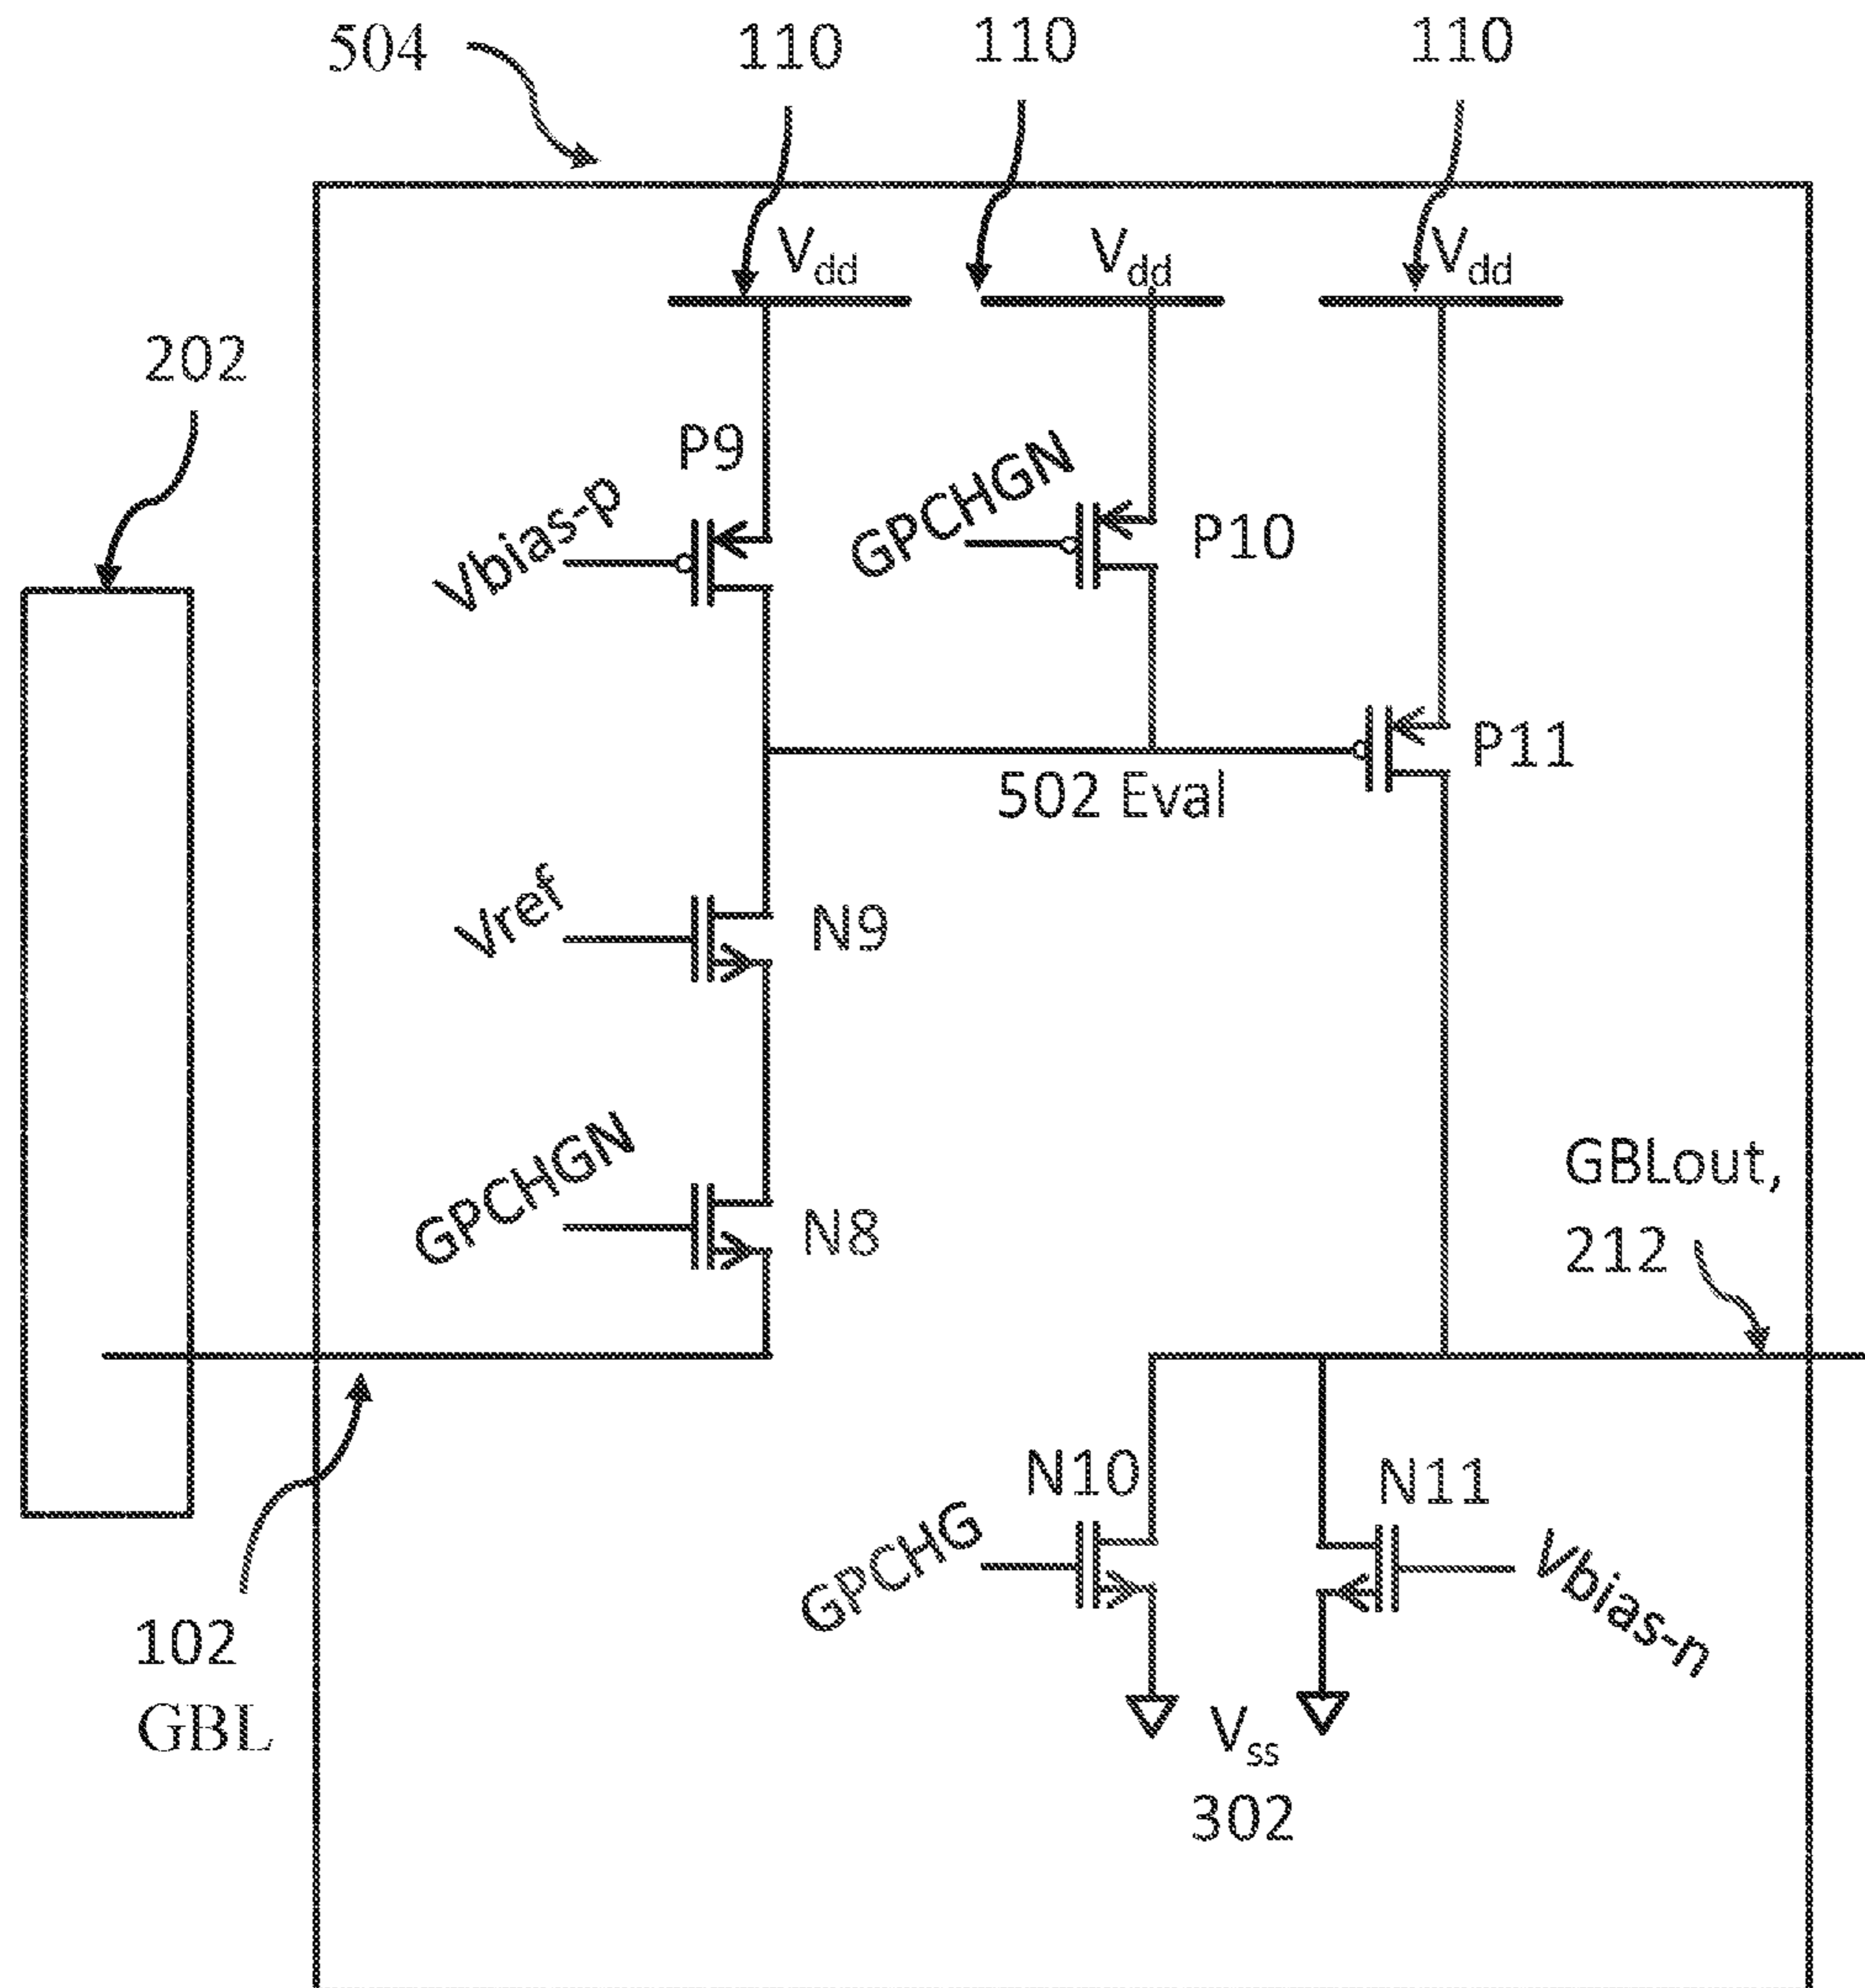 504
110
110
110
Vdd
Vdd
Vdd
202
P9
Vbias-p
GPCHGN
P10
P11
502 Eval
Vref
N9
GPCHGN
N8
GBLout,
212
N10
N11
GPCHG
Vbias-n
102
GBL
Vss
302